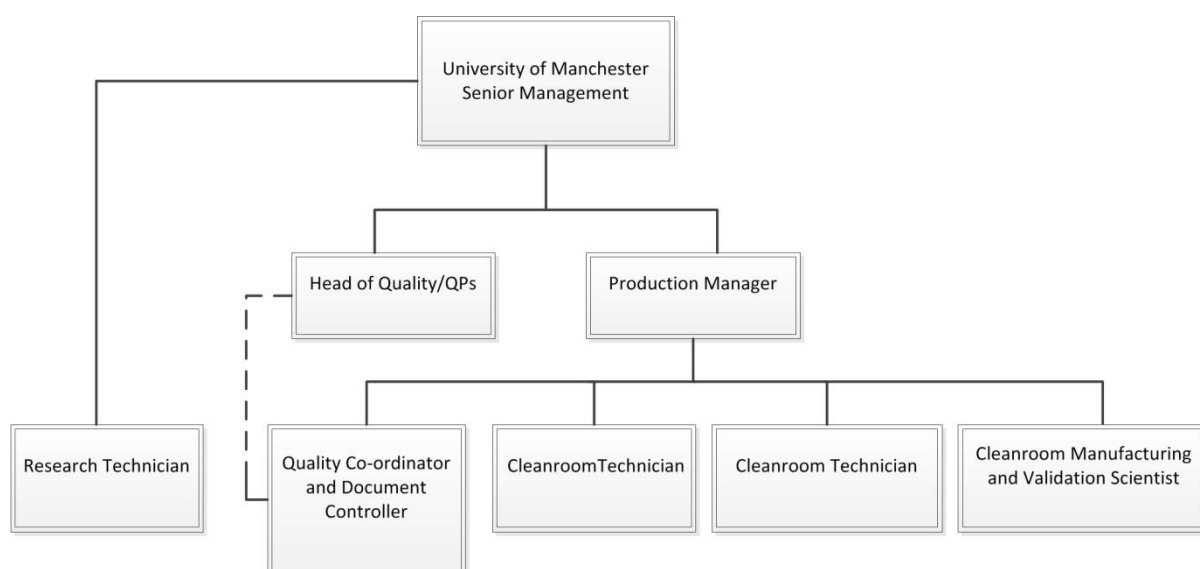 University of Manchester
Senior Management
Head of Quality/QPs
Production Manager
Research Technician
Quality Co-ordinator
and Document
Controller
CleanroomTechnician
Cleanroom Technician
Cleanroom Manufacturing
and Validation Scientist